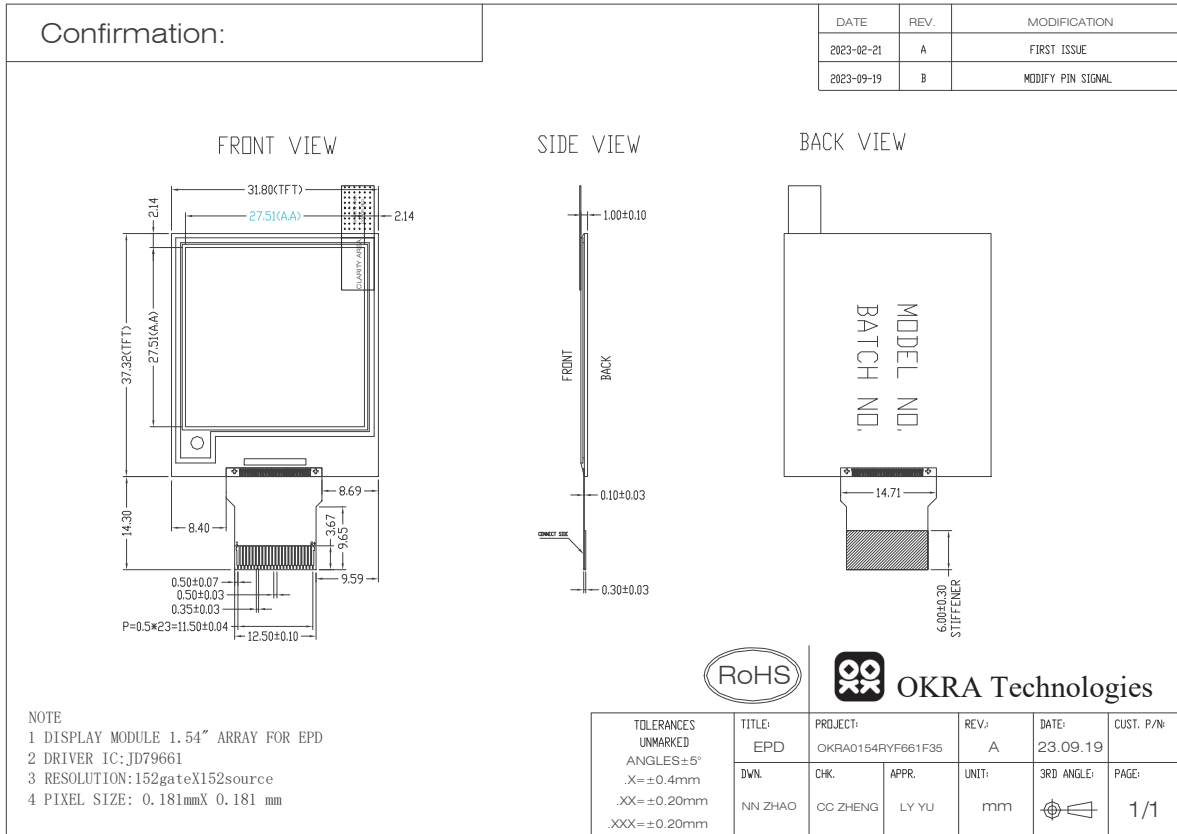 Confirmation:
DATE REV. MODIFICATION
2023-02-21 A FIRST ISSUE
2023-09-19 B MODIFY PIN SIGNAL
FRONT VIEW
SIDE VIEW
BACK VIEW
31.80(TFT)
27.51(A.A)
2.14
2.14
CLARITY AREA
37.32(TFT)
27.51(A.A)
14.30
8.40
8.69
3.67
9.65
9.59
0.50±0.07
0.50±0.03
0.35±0.03
P=0.5*23=11.50±0.04
12.50±0.10
1.00±0.10
FRONT
BACK
0.10±0.03
CONNECT SIDE
0.30±0.03
MODEL NO.
BATCH NO.
14.71
6.00±0.30
STIFFENER
RoHS
OKRA Technologies
NOTE
1 DISPLAY MODULE 1.54″ ARRAY FOR EPD
2 DRIVER IC:JD79661
3 RESOLUTION:152gateX152source
4 PIXEL SIZE: 0.181mmX 0.181 mm
TOLERANCES
UNMARKED
ANGLES±5°
.X=±0.4mm
.XX=±0.20mm
.XXX=±0.20mm
TITLE: PROJECT: REV.: DATE: CUST. P/N:
EPD OKRA0154RYF661F35 A 23.09.19
DWN. CHK. APPR. UNIT: 3RD ANGLE: PAGE:
NN ZHAO CC ZHENG LY YU mm 1/1